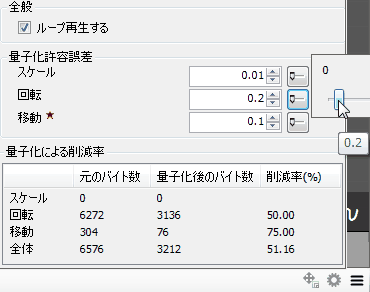 全般
ループ再生する
量子化許容誤差
スケール 0.01
回転 0.2
移動 ★ 0.1
0
0.2
量子化による削減率
元のバイト数 量子化後のバイト数 削減率(%)
スケール 0 0
回転 6272 3136 50.00
移動 304 76 75.00
全体 6576 3212 51.16